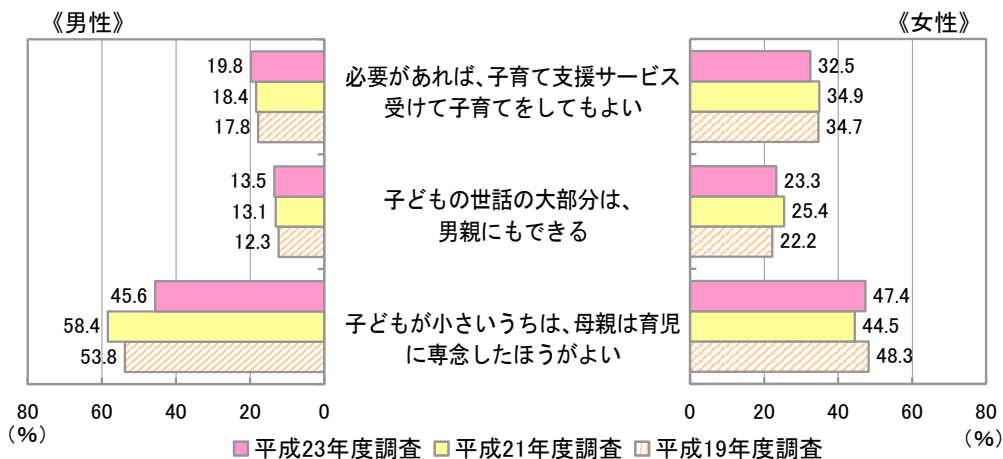 《男性》
《女性》
19.8
18.4
17.8
必要があれば、子育て支援サービス
受けて子育てをしてもよい
32.5
34.9
34.7
13.5
13.1
12.3
子どもの世話の大部分は、
男親にもできる
23.3
25.4
22.2
45.6
58.4
53.8
子どもが小さいうちは、母親は育児
に専念したほうがよい
47.4
44.5
48.3
80 60 40 20 0
(%)
0 20 40 60 80
(%)
平成23年度調査 平成21年度調査 平成19年度調査